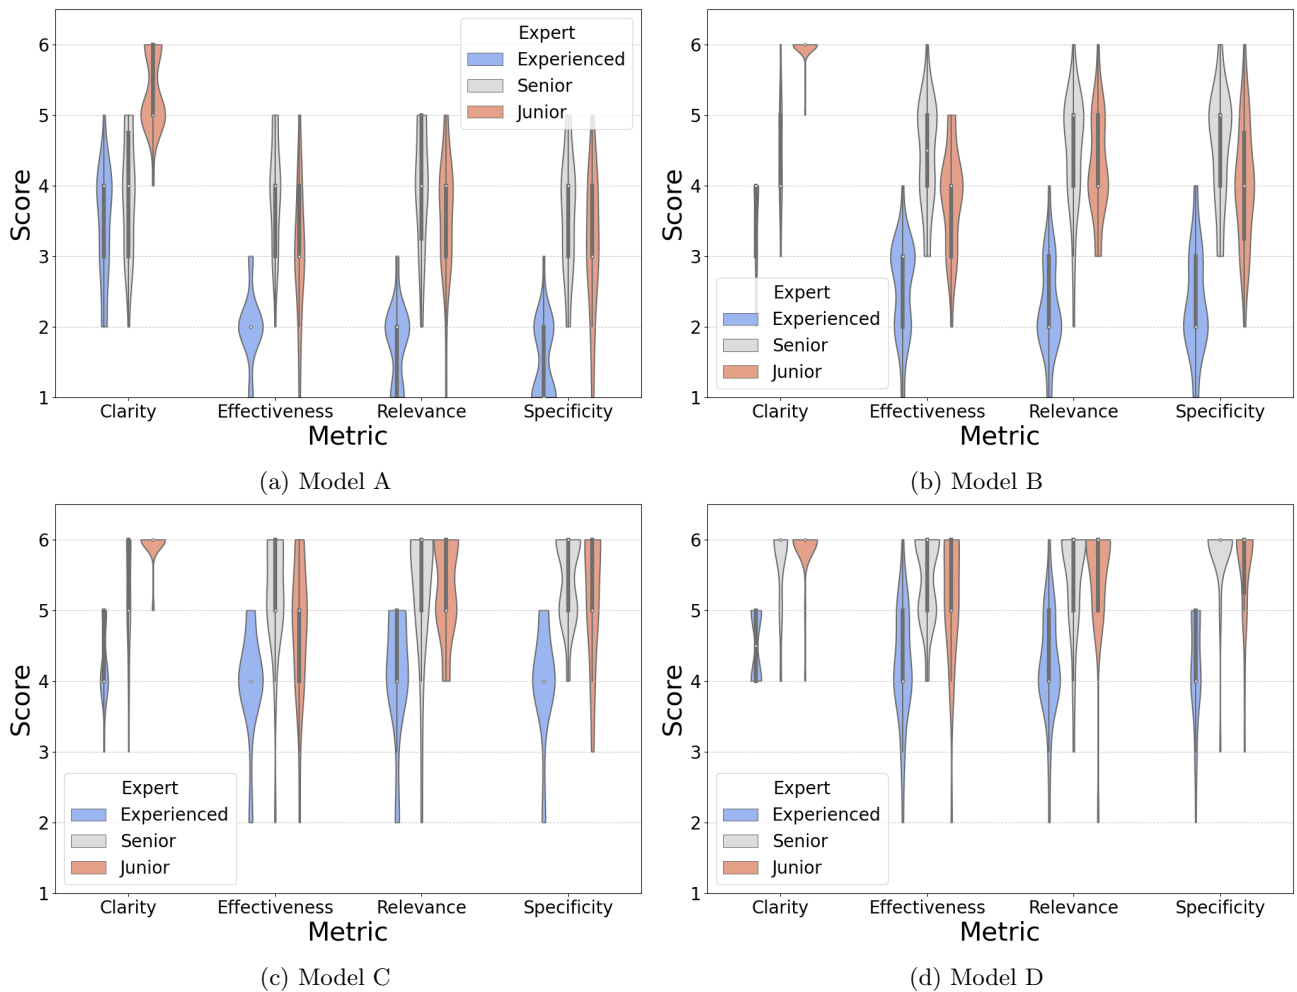 6
5
4
3
2
1
Score
Expert
Experienced
Senior
Junior
Clarity Effectiveness Relevance Specificity
Metric
(a) Model A
6
5
4
3
2
1
Score
Expert
Experienced
Senior
Junior
Clarity Effectiveness Relevance Specificity
Metric
(b) Model B
6
5
4
3
2
1
Score
Expert
Experienced
Senior
Junior
Clarity Effectiveness Relevance Specificity
Metric
(c) Model C
6
5
4
3
2
1
Score
Expert
Experienced
Senior
Junior
Clarity Effectiveness Relevance Specificity
Metric
(d) Model D